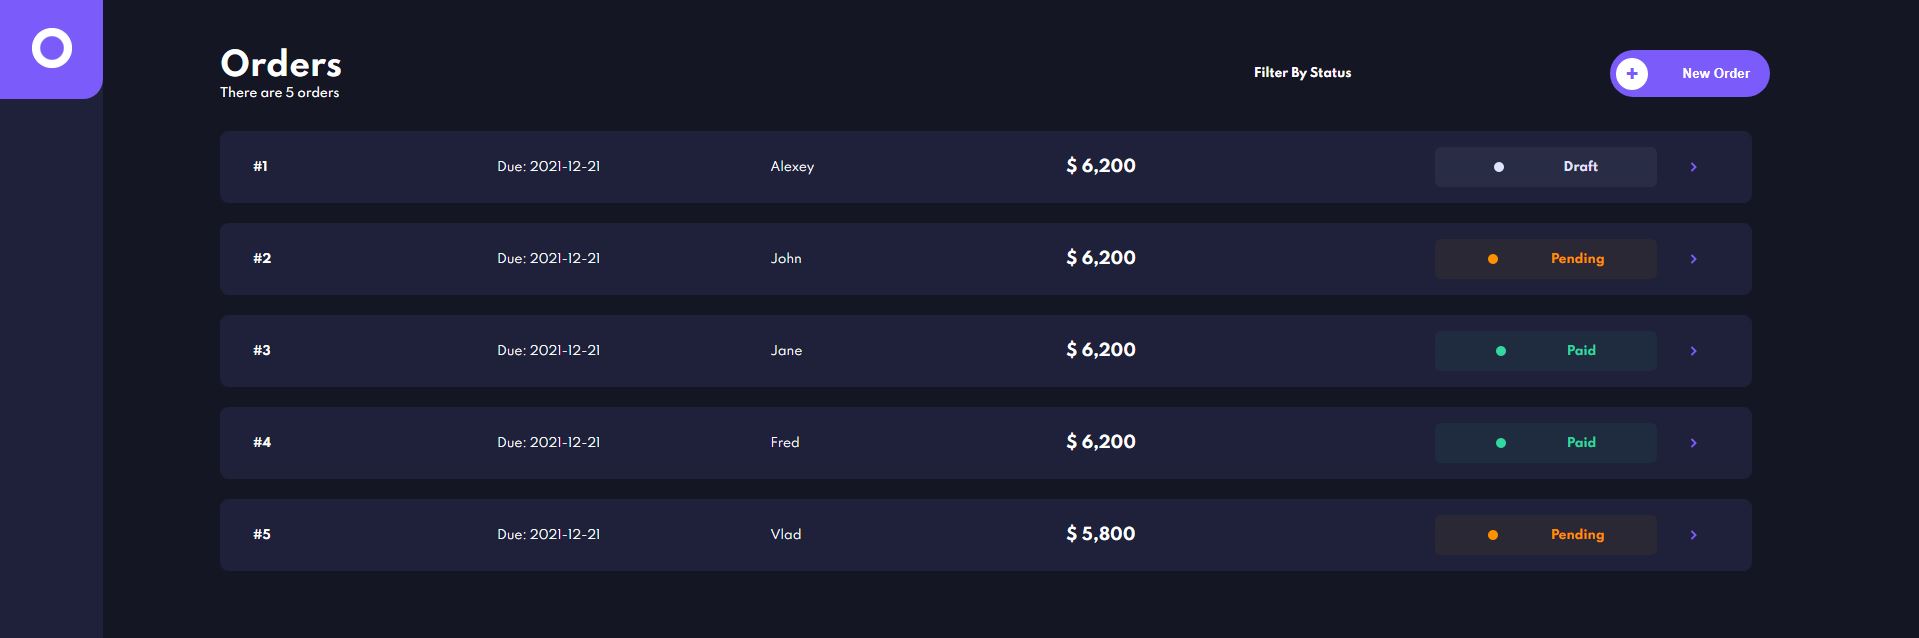 Orders
There are 5 orders
Filter By Status
+ New Order
#1 Due: 2021-12-21 Alexey $ 6,200 Draft
#2 Due: 2021-12-21 John $ 6,200 Pending
#3 Due: 2021-12-21 Jane $ 6,200 Paid
#4 Due: 2021-12-21 Fred $ 6,200 Paid
#5 Due: 2021-12-21 Vlad $ 5,800 Pending